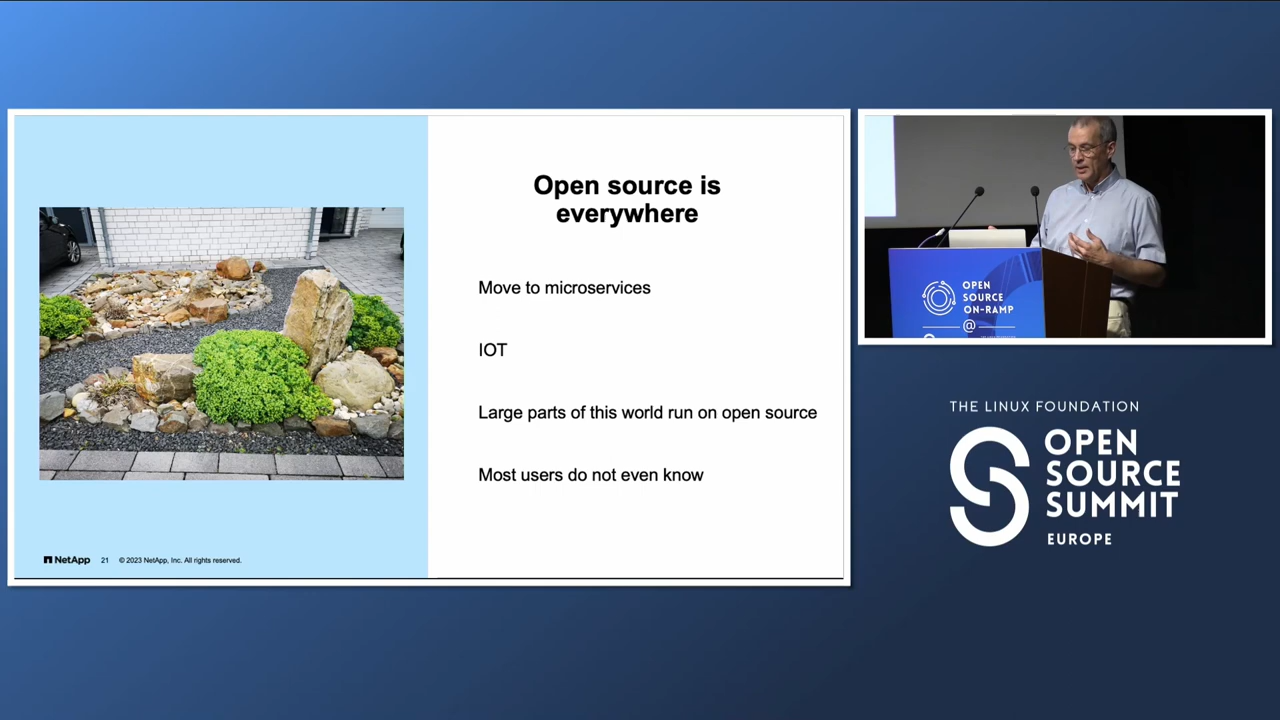 Open source is
everywhere
Move to microservices
IOT
Large parts of this world run on open source
Most users do not even know
NetApp 21 © 2023 NetApp, Inc. All rights reserved.
OPEN
SOURCE
ON-RAMP
@
THE LINUX FOUNDATION
OPEN
SOURCE
SUMMIT
EUROPE